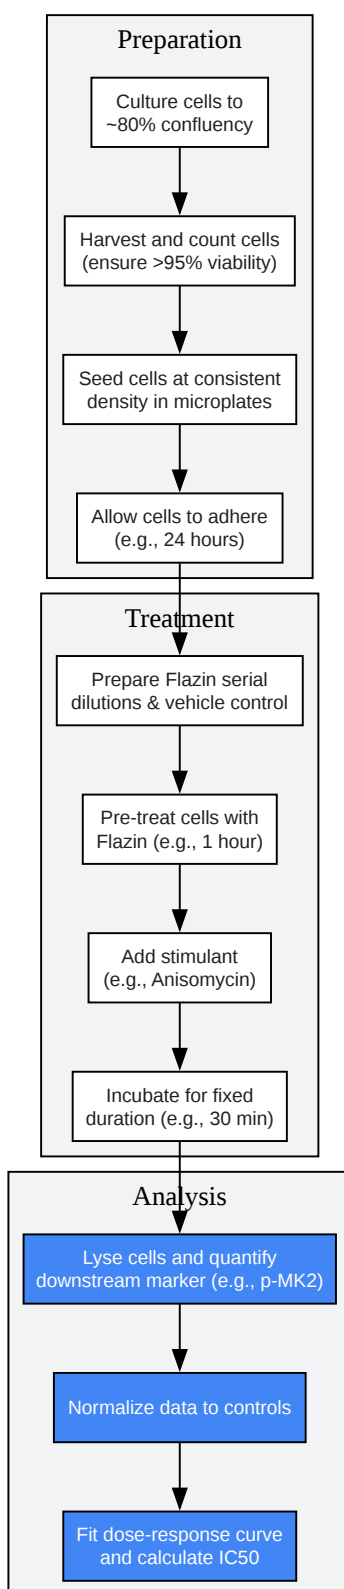 Preparation
Culture cells to
~80% confluency
Harvest and count cells
(ensure >95% viability)
Seed cells at consistent
density in microplates
Allow cells to adhere
(e.g., 24 hours)
Treatment
Prepare Flazin serial
dilutions & vehicle control
Pre-treat cells with
Flazin (e.g., 1 hour)
Add stimulant
(e.g., Anisomycin)
Incubate for fixed
duration (e.g., 30 min)
Analysis
Lyse cells and quantify
downstream marker (e.g., p-MK2)
Normalize data to controls
Fit dose-response curve
and calculate IC50